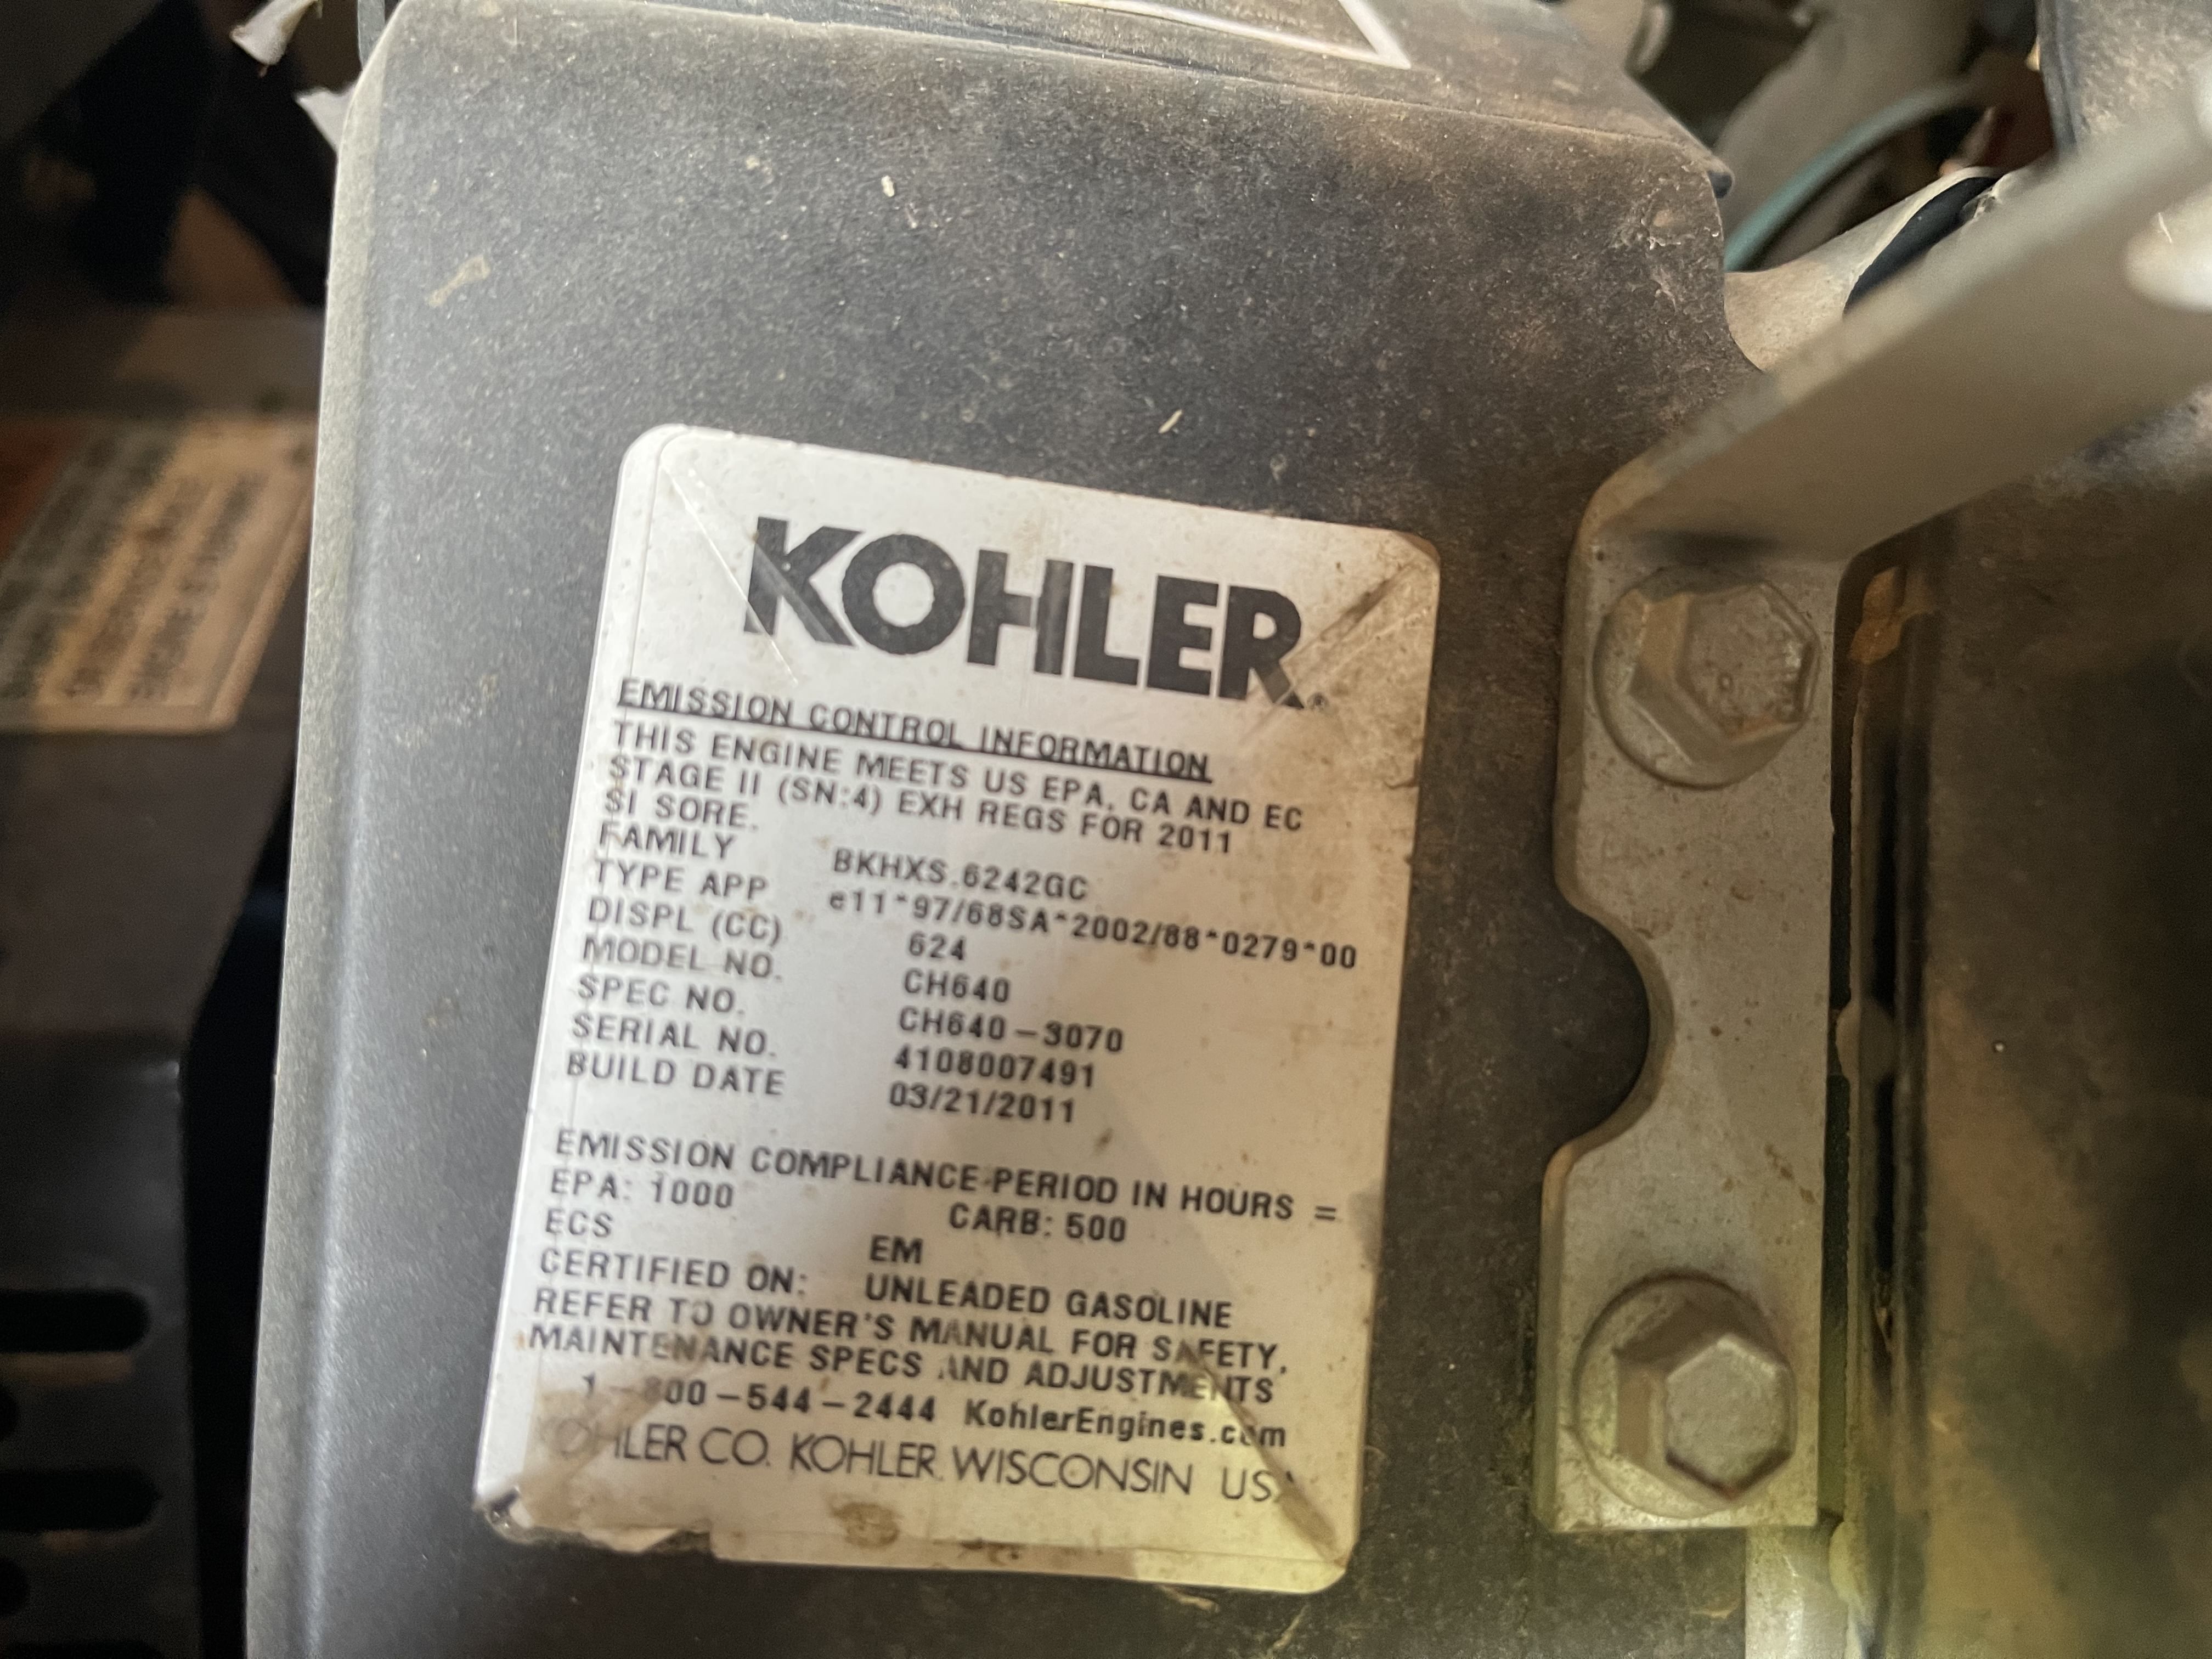 KOHLER
EMISSION CONTROL INFORMATION
THIS ENGINE MEETS US EPA, CA AND EC
STAGE II (SN:4) EXH REGS FOR 2011
SI SORE.
FAMILY BKHXS.6242GC
TYPE APP e11*97/68SA*2002/88*0279*00
DISPL (CC) 624
MODEL NO. CH640
SPEC NO. CH640-3070
SERIAL NO. 4108007491
BUILD DATE 03/21/2011
EMISSION COMPLIANCE PERIOD IN HOURS =
EPA: 1000 CARB: 500
ECS EM
CERTIFIED ON: UNLEADED GASOLINE
REFER TO OWNER'S MANUAL FOR SAFETY,
MAINTENANCE SPECS AND ADJUSTMENTS
1-800-544-2444 KohlerEngines.com
KOHLER CO. KOHLER, WISCONSIN USA